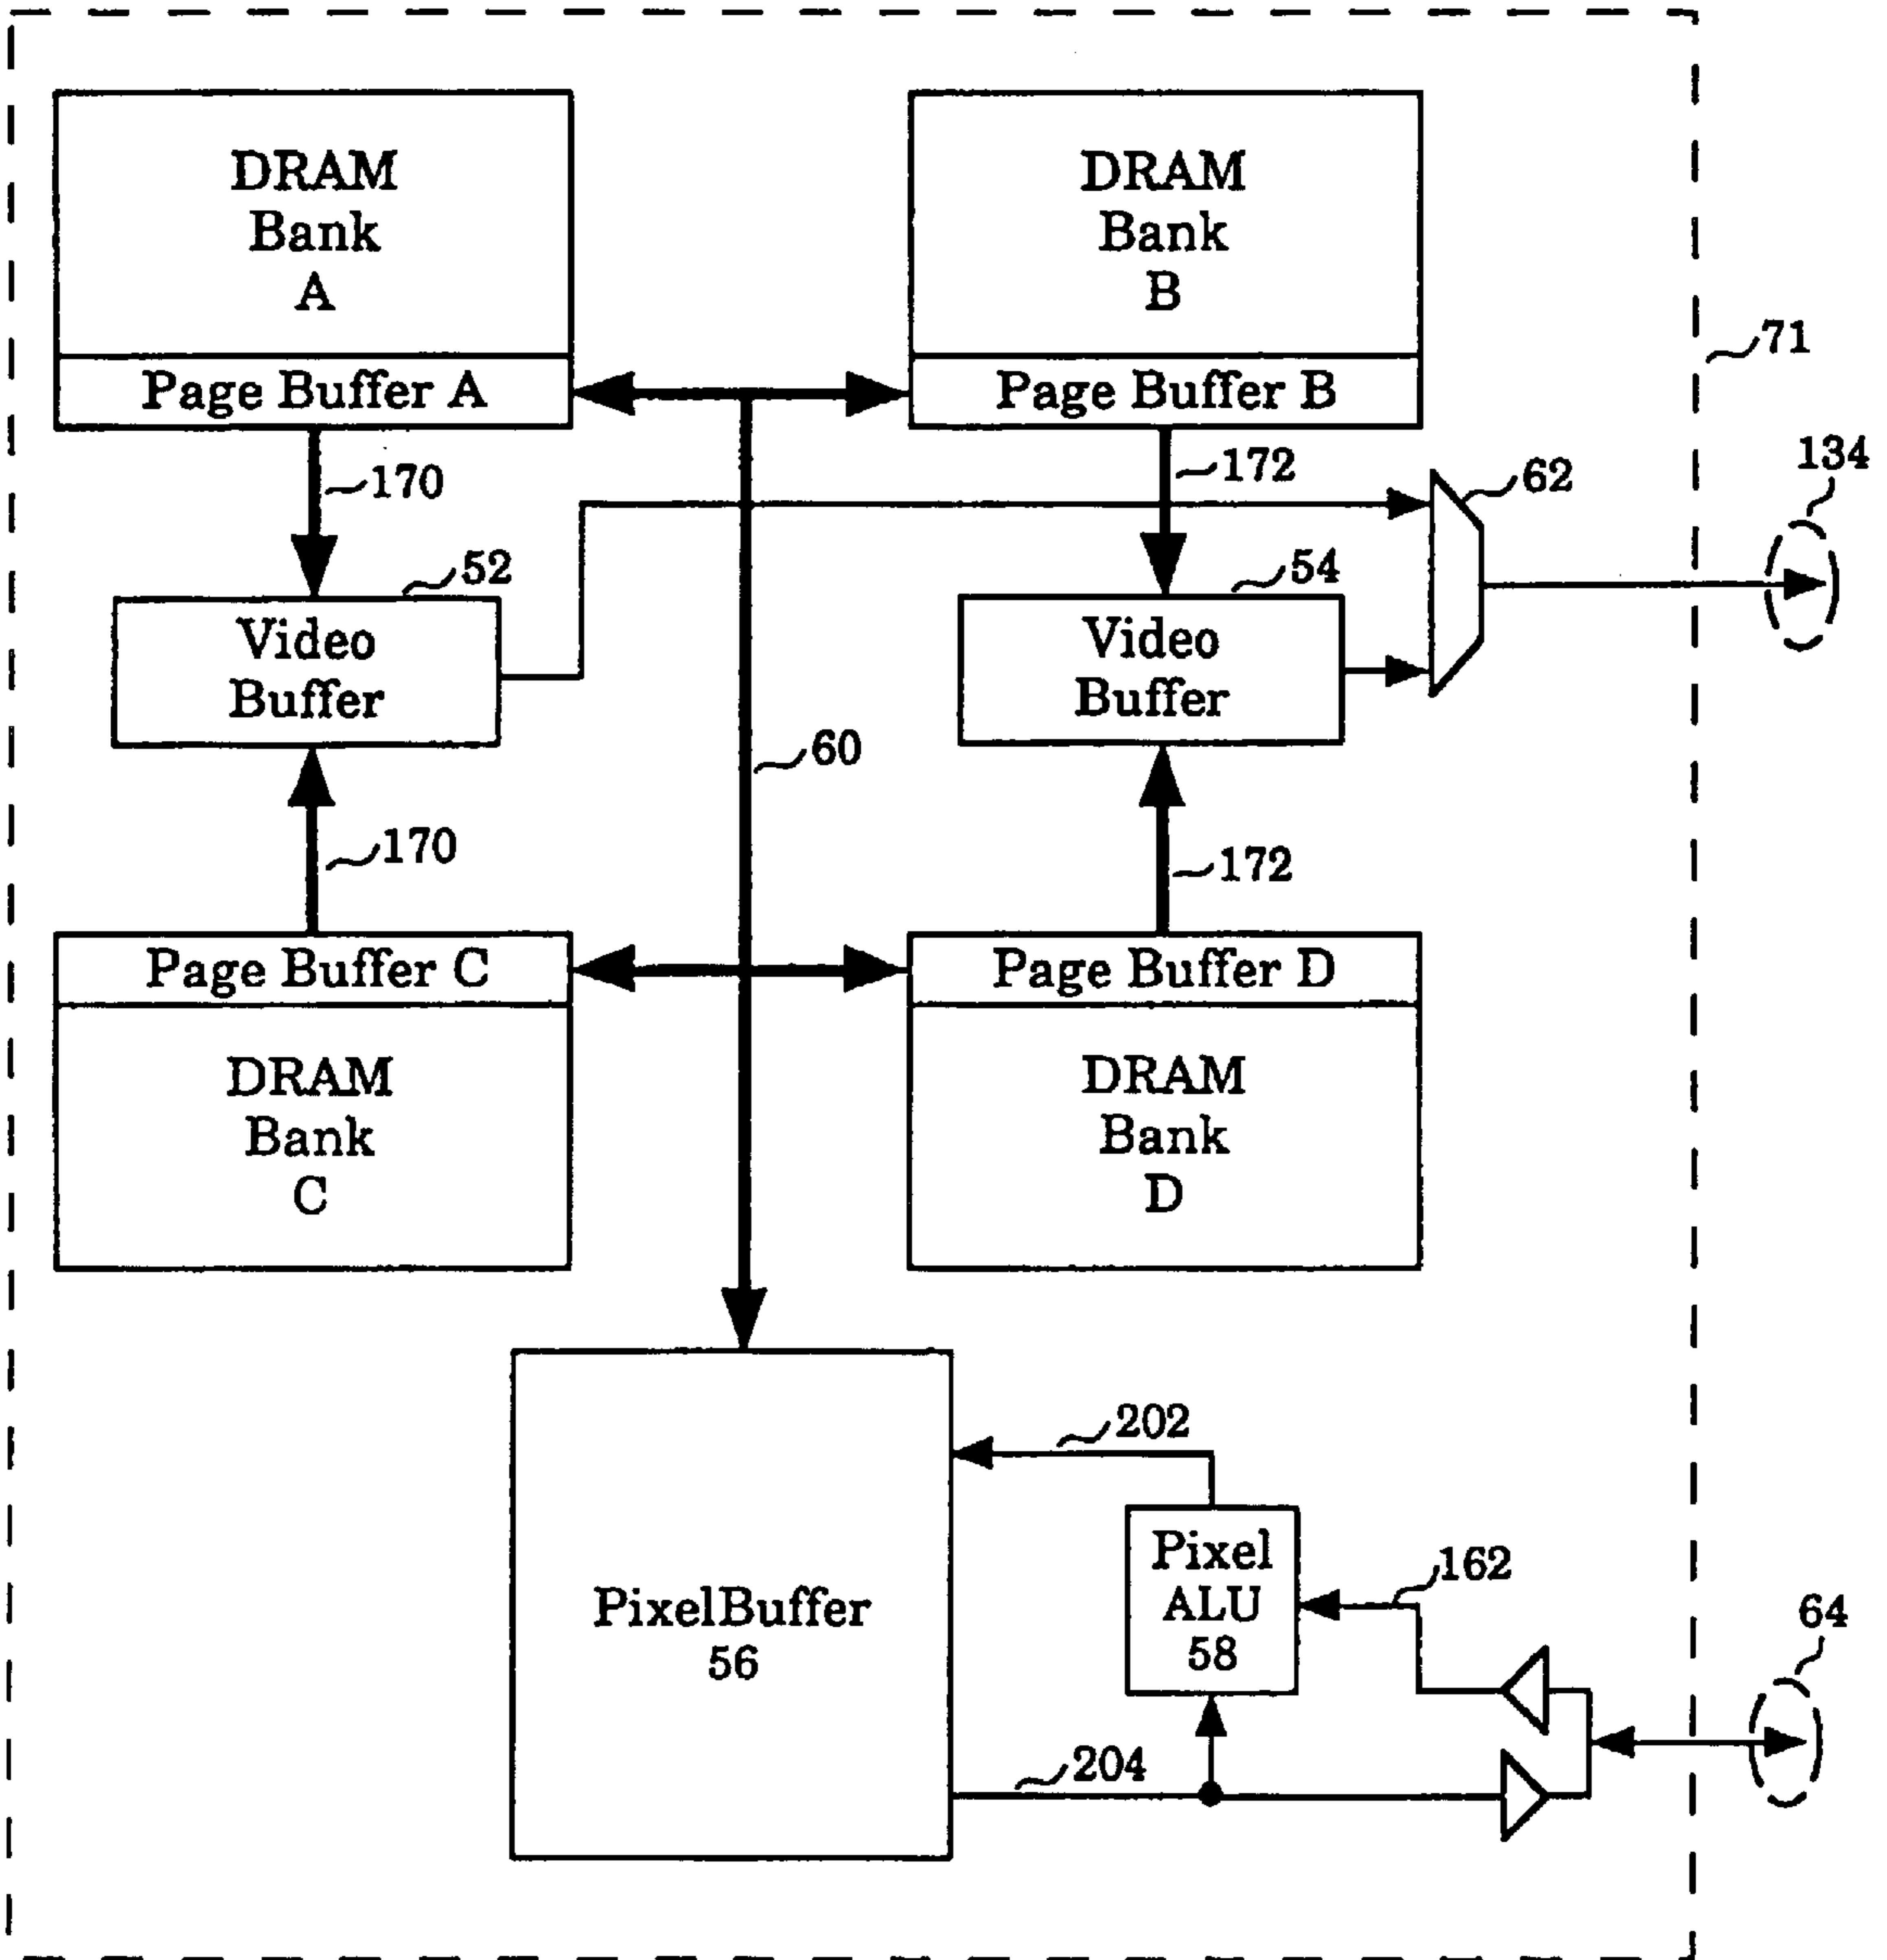 DRAM
Bank
A
Page Buffer A
DRAM
Bank
B
Page Buffer B
71
170
172
62
134
52
Video
Buffer
54
Video
Buffer
60
170
172
Page Buffer C
DRAM
Bank
C
Page Buffer D
DRAM
Bank
D
PixelBuffer
56
202
Pixel
ALU
58
162
64
204